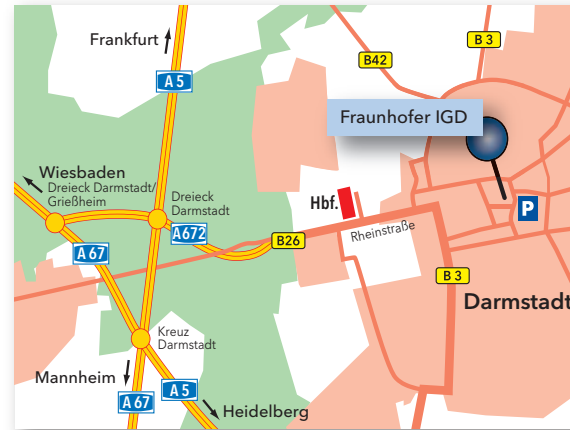 Frankfurt
B 3
B42
A 5
Fraunhofer IGD
Wiesbaden
Dreieck Darmstadt/
Grießheim
Dreieck
Darmstadt
Hbf.
P
A 67
A672
B26
Rheinstraße
B 3
Darmstadt
Kreuz
Darmstadt
Mannheim
A 67
A 5
Heidelberg